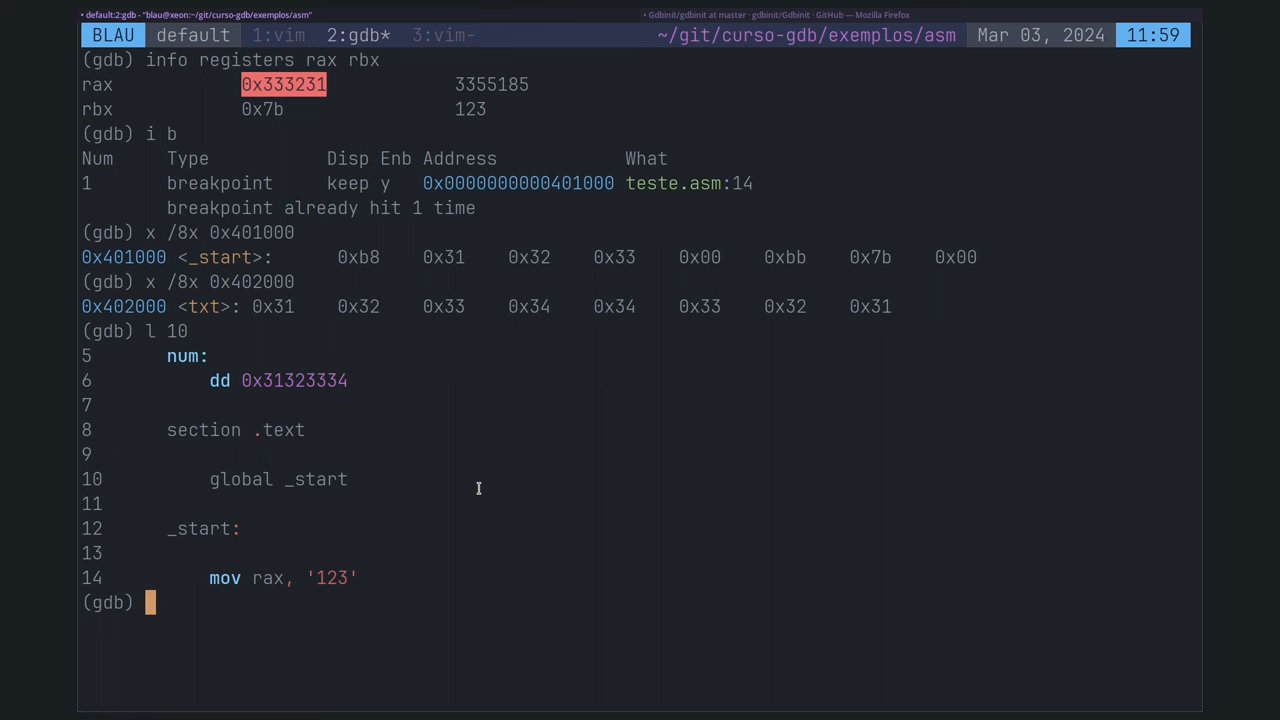 • default:2:gdb - "blau@xeon:~/git/curso-gdb/exemplos/asm"
• Gdbinit/gdbinit at master · gdbinit/Gdbinit · GitHub — Mozilla Firefox
BLAU default 1:vim 2:gdb* 3:vim- ~/git/curso-gdb/exemplos/asm Mar 03, 2024 11:59
(gdb) info registers rax rbx
rax 0x333231 3355185
rbx 0x7b 123
(gdb) i b
Num Type Disp Enb Address What
1 breakpoint keep y 0x0000000000401000 teste.asm:14
breakpoint already hit 1 time
(gdb) x /8x 0x401000
0x401000 <_start>: 0xb8 0x31 0x32 0x33 0x00 0xbb 0x7b 0x00
(gdb) x /8x 0x402000
0x402000 <txt>: 0x31 0x32 0x33 0x34 0x34 0x33 0x32 0x31
(gdb) l 10
5 num:
6 dd 0x31323334
7
8 section .text
9
10 global _start
11
12 _start:
13
14 mov rax, '123'
(gdb)